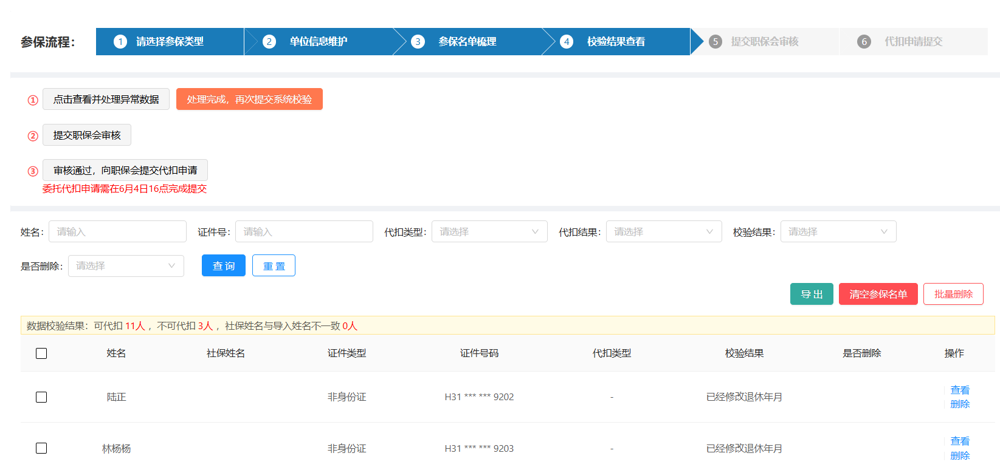 参保流程： 1 请选择参保类型 2 单位信息维护 3 参保名单梳理 4 校验结果查看 5 提交职保会审核 6 代扣申请提交
① 点击查看并处理异常数据 处理完成，再次提交系统校验
② 提交职保会审核
③ 审核通过，向职保会提交代扣申请
委托代扣申请需在6月4日16点完成提交
姓名： 请输入 证件号： 请输入 代扣类型： 请选择 代扣结果： 请选择 校验结果： 请选择
是否删除： 请选择 查 询 重 置
导 出 清空参保名单 批量删除
数据校验结果：可代扣 11人 ，不可代扣 3人 ，社保姓名与导入姓名不一致 0人
姓名 社保姓名 证件类型 证件号码 代扣类型 校验结果 是否删除 操作
陆正 非身份证 H31 *** *** 9202 - 已经修改退休年月 查看
删除
林杨杨 非身份证 H31 *** *** 9203 - 已经修改退休年月 查看
删除